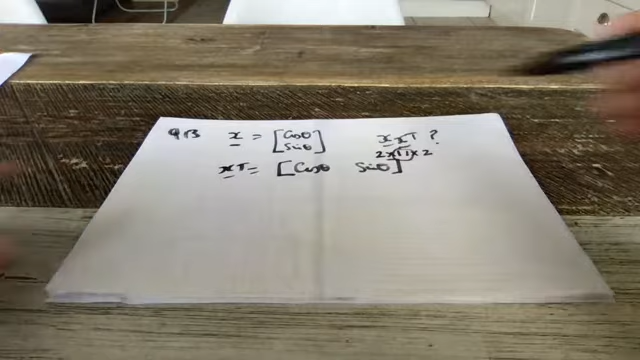 Q13 x = [Cosθ Sinθ] xxT ?
2x1 1x2
xT = [Cosθ Sinθ]